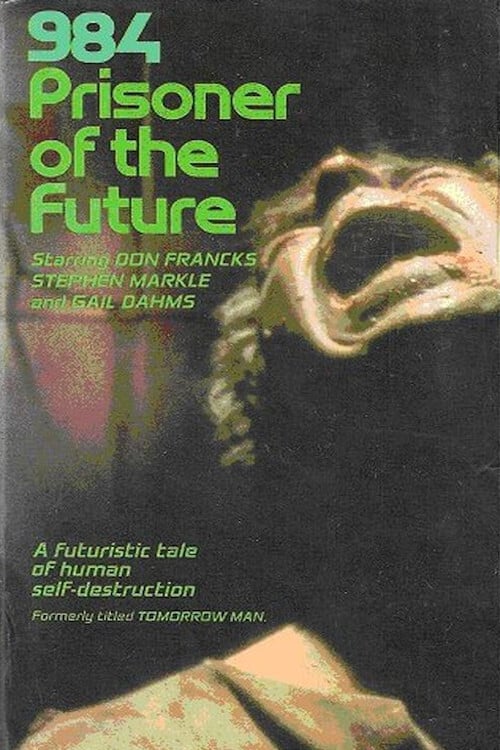 984
Prisoner
of the
Future
Starring DON FRANCKS
STEPHEN MARKLE
and GAIL DAHMS
A futuristic tale
of human
self-destruction
Formerly titled TOMORROW MAN.